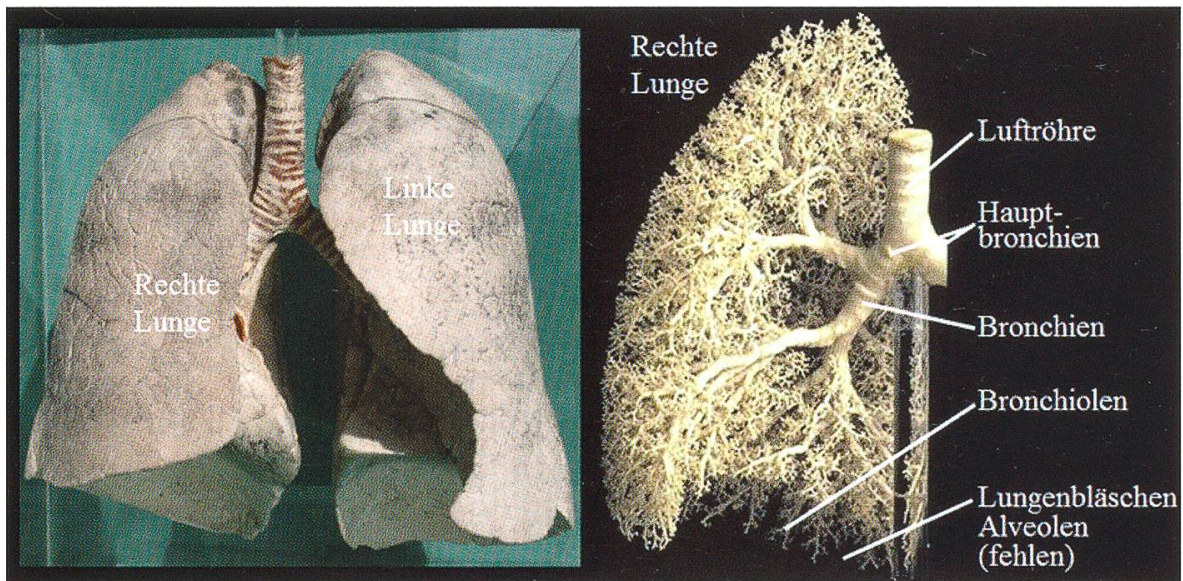 Rechte
Lunge
Linke
Lunge
Rechte
Lunge
Luftröhre
Haupt-
bronchien
Bronchien
Bronchiolen
Lungenbläschen
Alveolen
(fehlen)